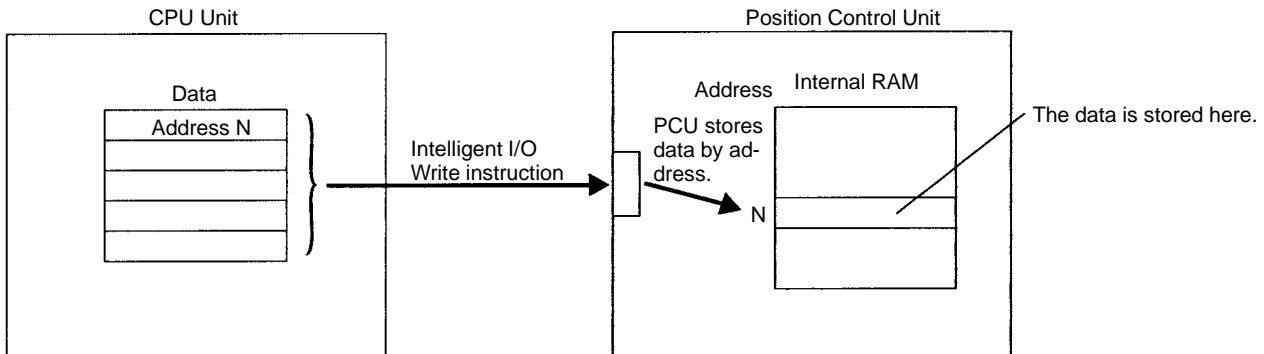 CPU Unit
Position Control Unit
Data
Address N
Intelligent I/O
Write instruction
Address
Internal RAM
PCU stores
data by ad-
dress.
N
The data is stored here.